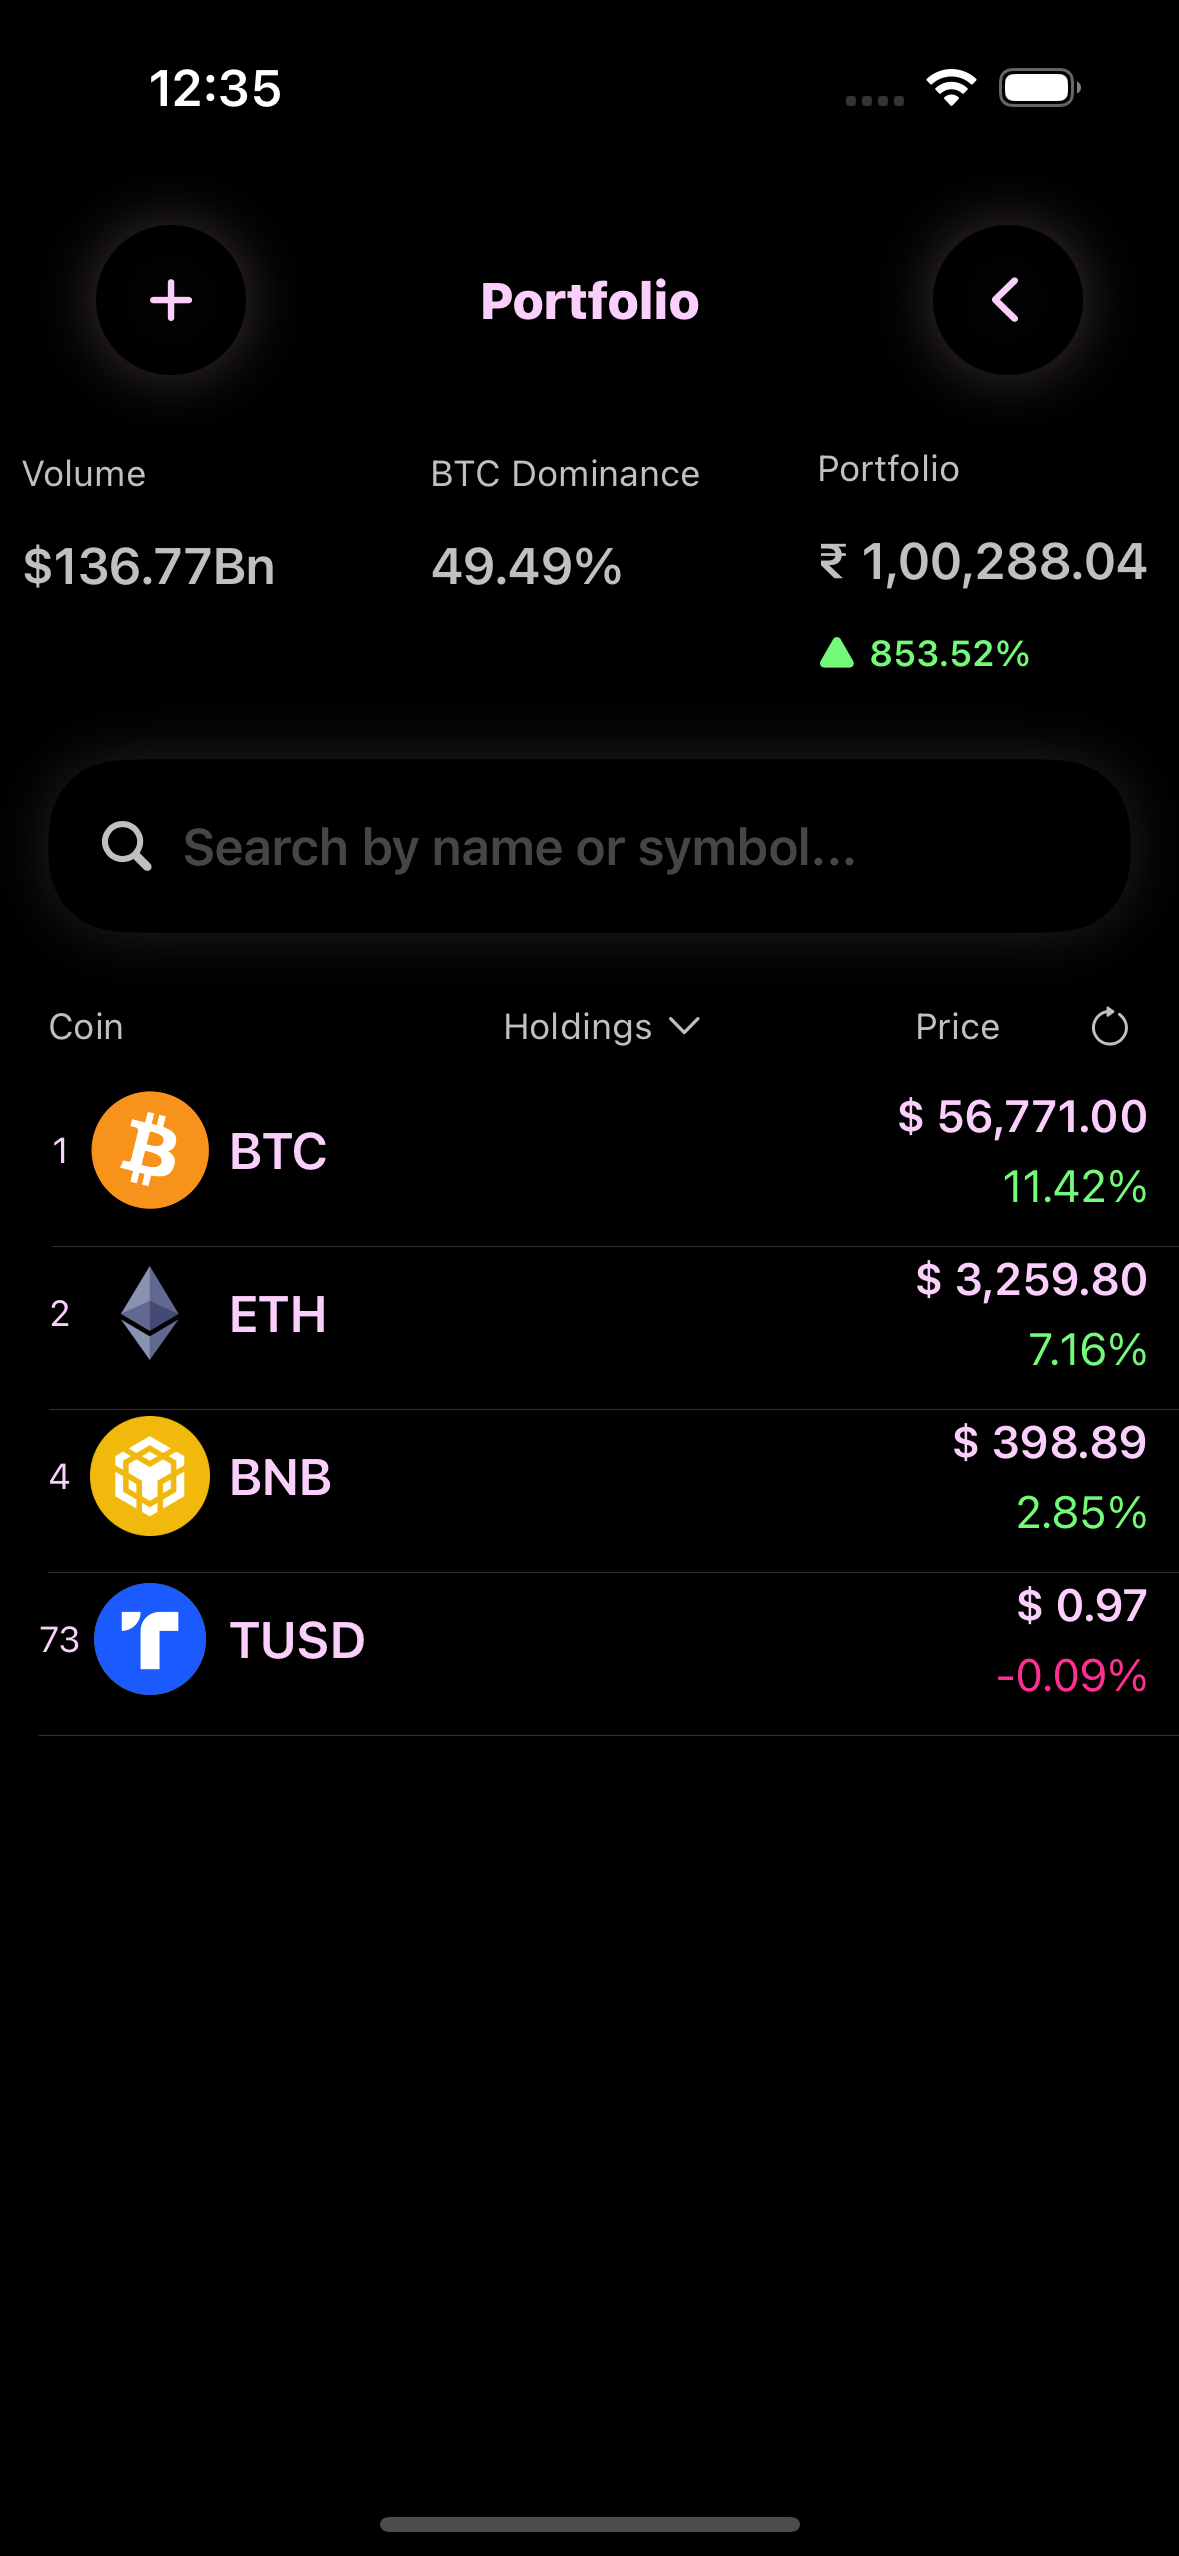 12:35
Portfolio
Volume
BTC Dominance
Portfolio
$136.77Bn
49.49%
₹ 1,00,288.04
853.52%
Search by name or symbol...
Coin
Holdings
Price
1
BTC
$ 56,771.00
11.42%
2
ETH
$ 3,259.80
7.16%
4
BNB
$ 398.89
2.85%
73
TUSD
$ 0.97
-0.09%